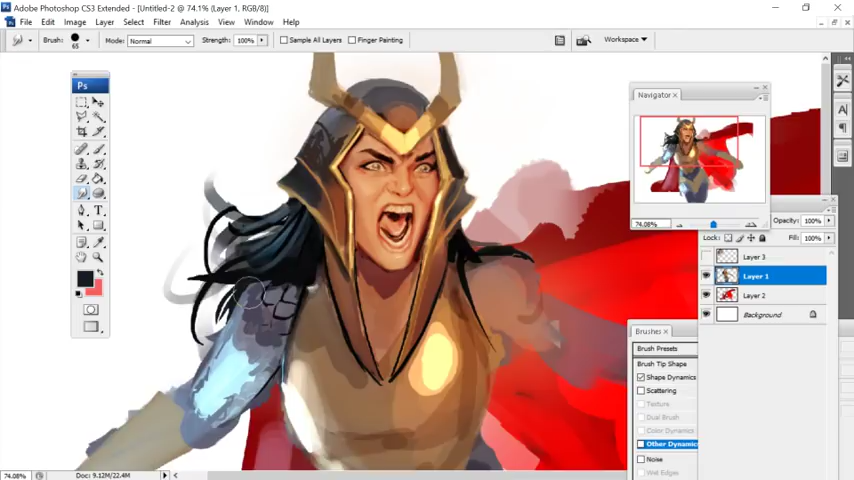 Adobe Photoshop CS3 Extended - [Untitled-2 @ 74.1% (Layer 1, RGB/8)]
File Edit Image Layer Select Filter Analysis View Window Help
Brush: 65 Mode: Normal Strength: 100% Sample All Layers Finger Painting Workspace
Ps
Navigator
74.08%
Opacity: 100%
Lock: Fill: 100%
Layer 3
Layer 1
Layer 2
Background
Brushes
Brush Presets
Brush Tip Shape
Shape Dynamics
Scattering
Texture
Dual Brush
Color Dynamics
Other Dynamics
Noise
Wet Edges
74.08% Doc: 9.12M/22.4M